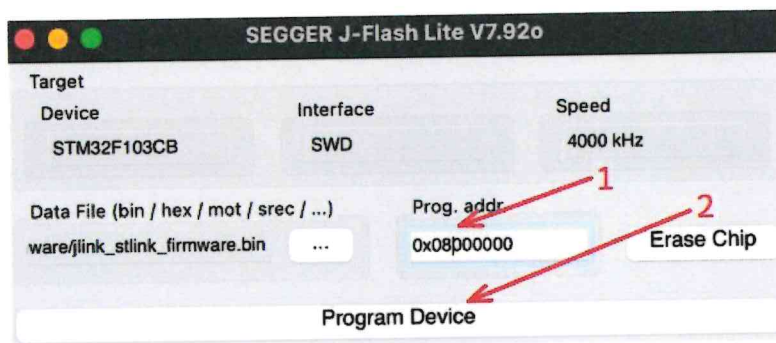 SEGGER J-Flash Lite V7.92o
Target
Device Interface Speed
STM32F103CB SWD 4000 kHz
1
Data File (bin / hex / mot / srec / ...) Prog. addr. 2
ware/jlink_stlink_firmware.bin ... 0x08000000 Erase Chip
Program Device